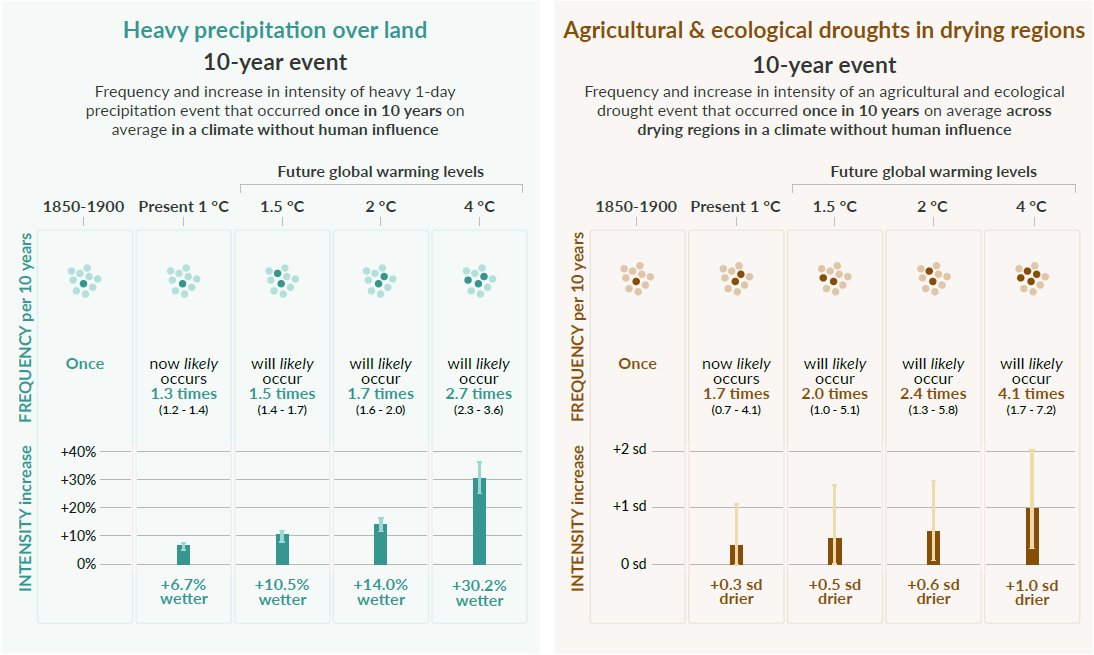 Heavy precipitation over land
10-year event
Frequency and increase in intensity of heavy 1-day
precipitation event that occurred once in 10 years on
average in a climate without human influence
Future global warming levels
1850-1900 Present 1 °C 1.5 °C 2 °C 4 °C
FREQUENCY per 10 years
Once
now likely
occurs
1.3 times
(1.2 - 1.4)
will likely
occur
1.5 times
(1.4 - 1.7)
will likely
occur
1.7 times
(1.6 - 2.0)
will likely
occur
2.7 times
(2.3 - 3.6)
INTENSITY increase
+40%
+30%
+20%
+10%
0%
+6.7%
wetter
+10.5%
wetter
+14.0%
wetter
+30.2%
wetter
Agricultural & ecological droughts in drying regions
10-year event
Frequency and increase in intensity of an agricultural and ecological
drought event that occurred once in 10 years on average across
drying regions in a climate without human influence
Future global warming levels
1850-1900 Present 1 °C 1.5 °C 2 °C 4 °C
FREQUENCY per 10 years
Once
now likely
occurs
1.7 times
(0.7 - 4.1)
will likely
occur
2.0 times
(1.0 - 5.1)
will likely
occur
2.4 times
(1.3 - 5.8)
will likely
occur
4.1 times
(1.7 - 7.2)
INTENSITY increase
+2 sd
+1 sd
0 sd
+0.3 sd
drier
+0.5 sd
drier
+0.6 sd
drier
+1.0 sd
drier